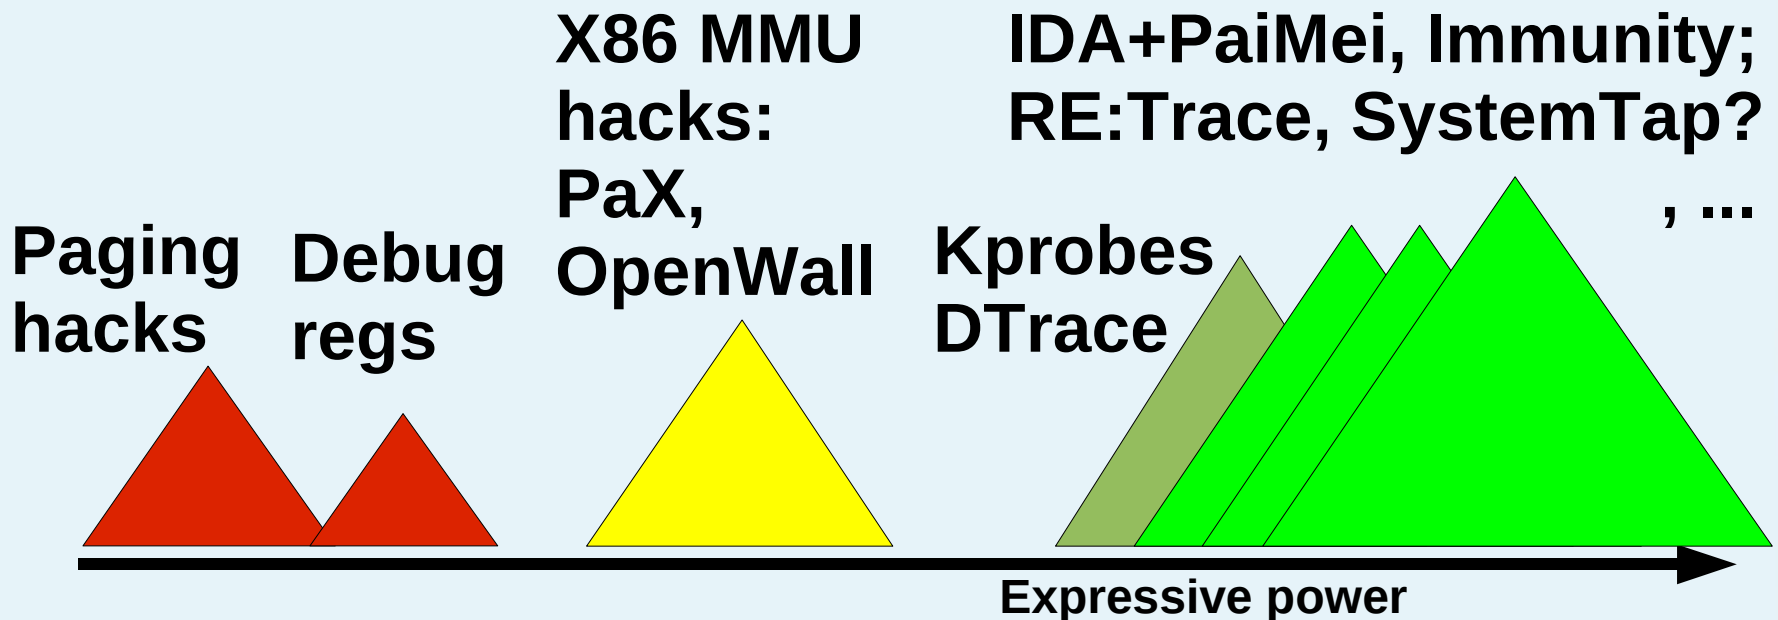 Paging
hacks
Debug
regs
X86 MMU
hacks:
PaX,
OpenWall
Kprobes
DTrace
IDA+PaiMei, Immunity;
RE:Trace, SystemTap?
, ...
Expressive power